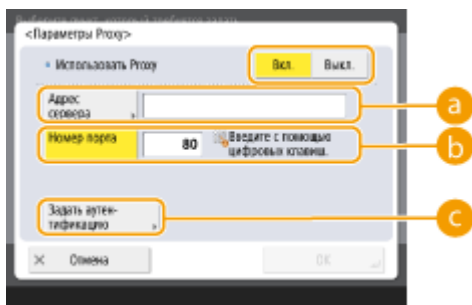 <Параметры Proxy>
Использовать Proxy
Вкл.
Выкл.
Адрес
сервера
a
Номер порта
80
Введите с помощью
цифровых клавиш.
b
Задать аутен-
тификацию
c
× Отмена
OK